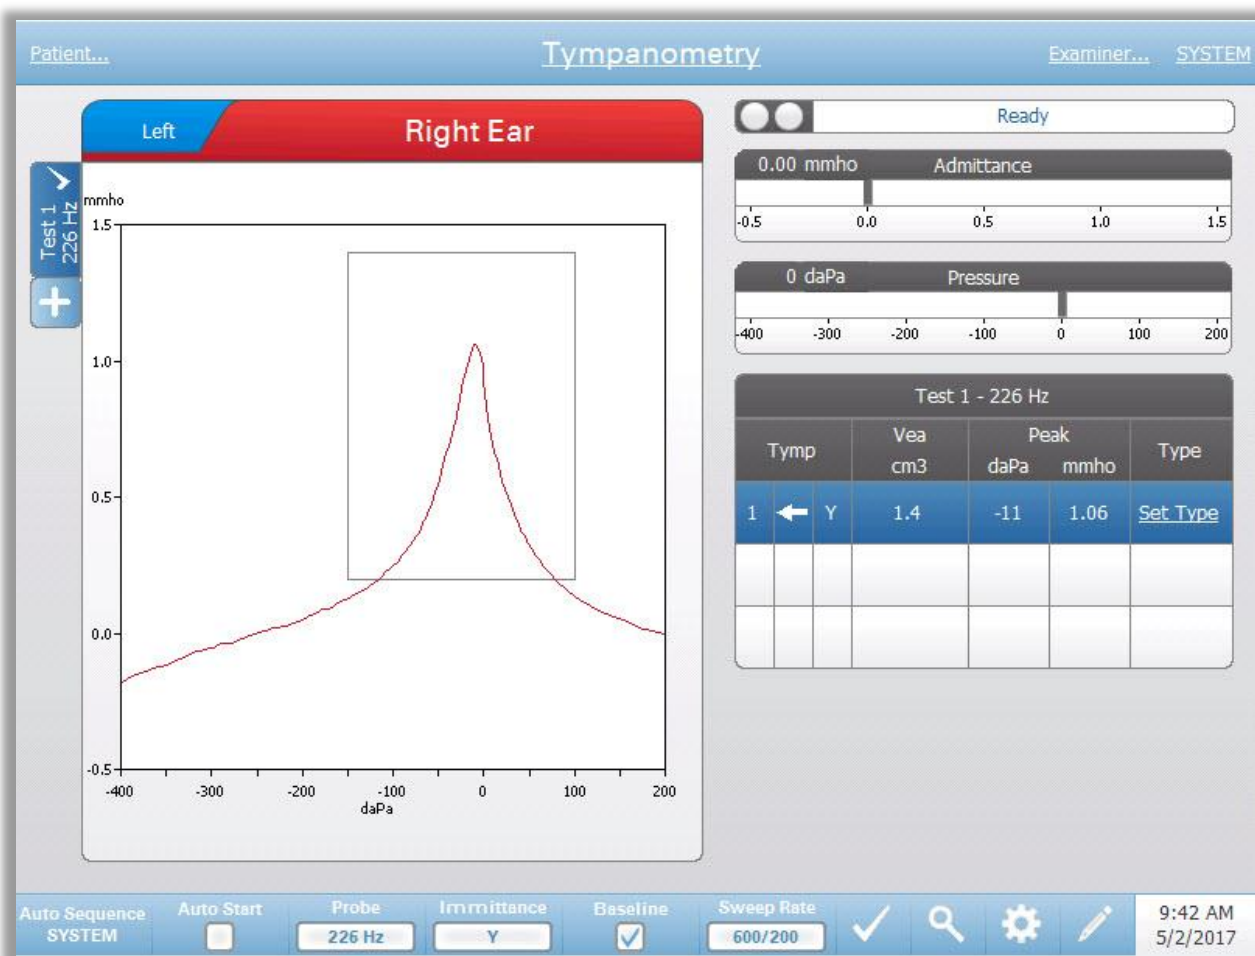 Patient...
Tympanometry
Examiner...
SYSTEM
Left
Right Ear
Test 1
226 Hz
mmho
1.5
1.0
0.5
0.0
-0.5
-400 -300 -200 -100 0 100 200
daPa
Ready
0.00 mmho Admittance
-0.5 0.0 0.5 1.0 1.5
0 daPa Pressure
-400 -300 -200 -100 0 100 200
Test 1 - 226 Hz
Tymp Vea Peak Type
cm3 daPa mmho
1 Y 1.4 -11 1.06 Set Type
Auto Sequence
SYSTEM
Auto Start
Probe
226 Hz
Immittance
Y
Baseline
Sweep Rate
600/200
9:42 AM
5/2/2017